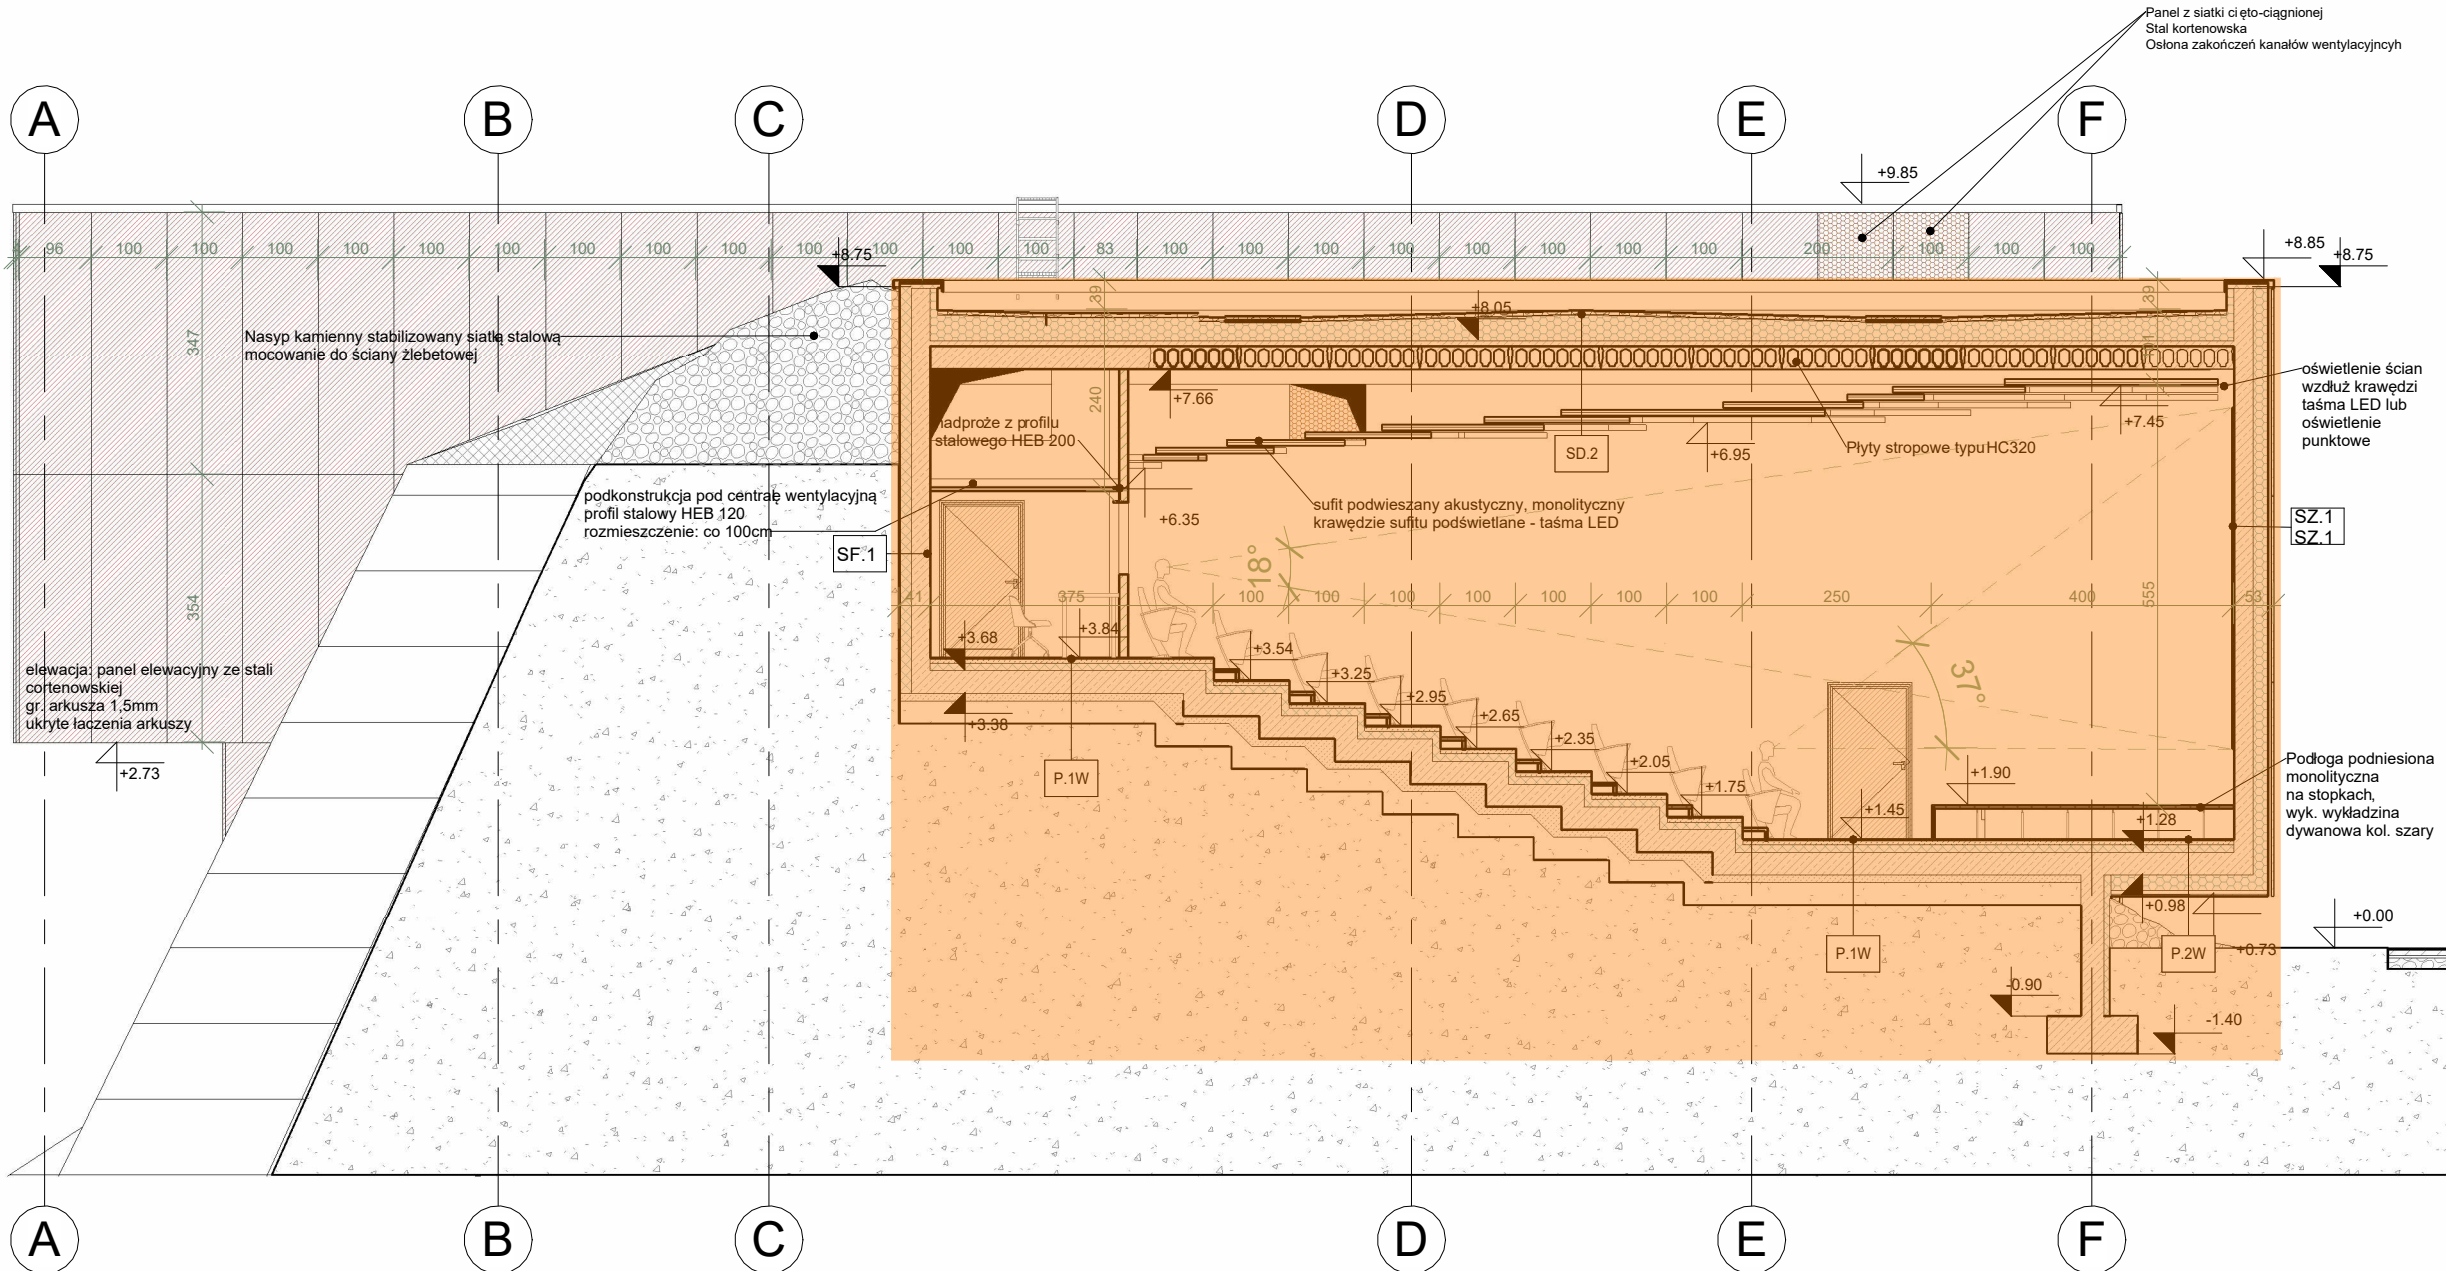 Panel z siatki cięto-ciągnionej
Stal kortenowska
Osłona zakończeń kanałów wentylacyjncyh
A
B
C
D
E
F
+9.85
96
100
100
100
100
100
100
100
100
100
100
100
100
100
83
100
100
100
100
100
100
100
100
200
100
100
100
+8.75
+8.85
+8.75
39
39
+8.05
347
Nasyp kamienny stabilizowany siatką stalową
mocowanie do ściany żlebetowej
240
+7.66
nadproże z profilu
stalowego HEB 200
SD.2
+6.95
Płyty stropowe typu HC320
+7.45
oświetlenie ścian
wzdłuż krawędzi
taśma LED lub
oświetlenie
punktowe
podkonstrukcja pod centralę wentylacyjną
profil stalowy HEB 120
rozmieszczenie: co 100cm
SF.1
+6.35
sufit podwieszany akustyczny, monolityczny
krawędzie sufitu podświetlane - taśma LED
SZ.1
SZ.1
18°
41
375
100
100
100
100
100
100
100
250
400
555
53
354
+3.68
+3.84
+3.54
+3.25
+2.95
+2.65
+2.35
+2.05
+1.75
+1.45
37°
+1.90
+1.28
elewacja: panel elewacyjny ze stali
cortenowskiej
gr. arkusza 1,5mm
ukryte łaczenia arkuszy
+3.38
+2.73
P.1W
Podłoga podniesiona
monolityczna
na stopkach,
wyk. wykładzina
dywanowa kol. szary
+0.98
+0.00
P.1W
P.2W
+0.73
-0.90
-1.40
A
B
C
D
E
F